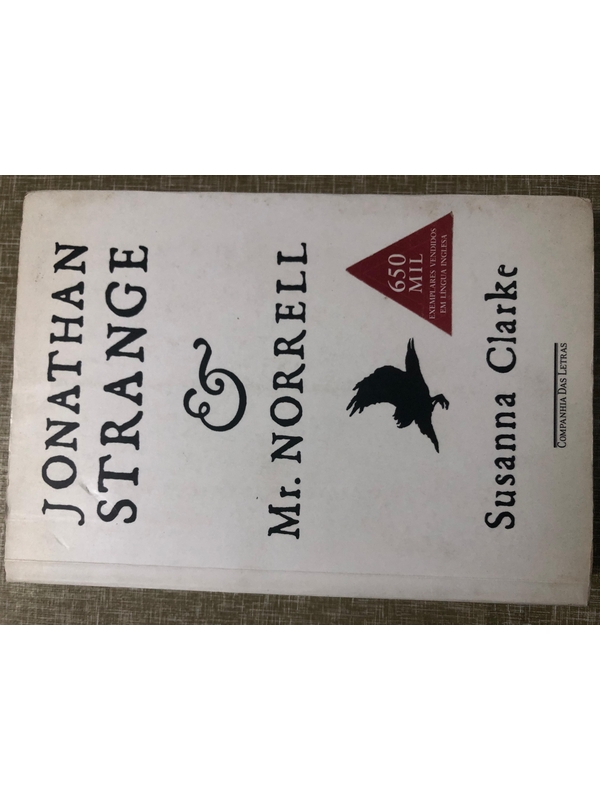 JONATHAN
STRANGE
&
Mr. NORRELL
650
MIL
EXEMPLARES VENDIDOS
EM LÍNGUA INGLESA
Susanna Clarke
COMPANHIA DAS LETRAS